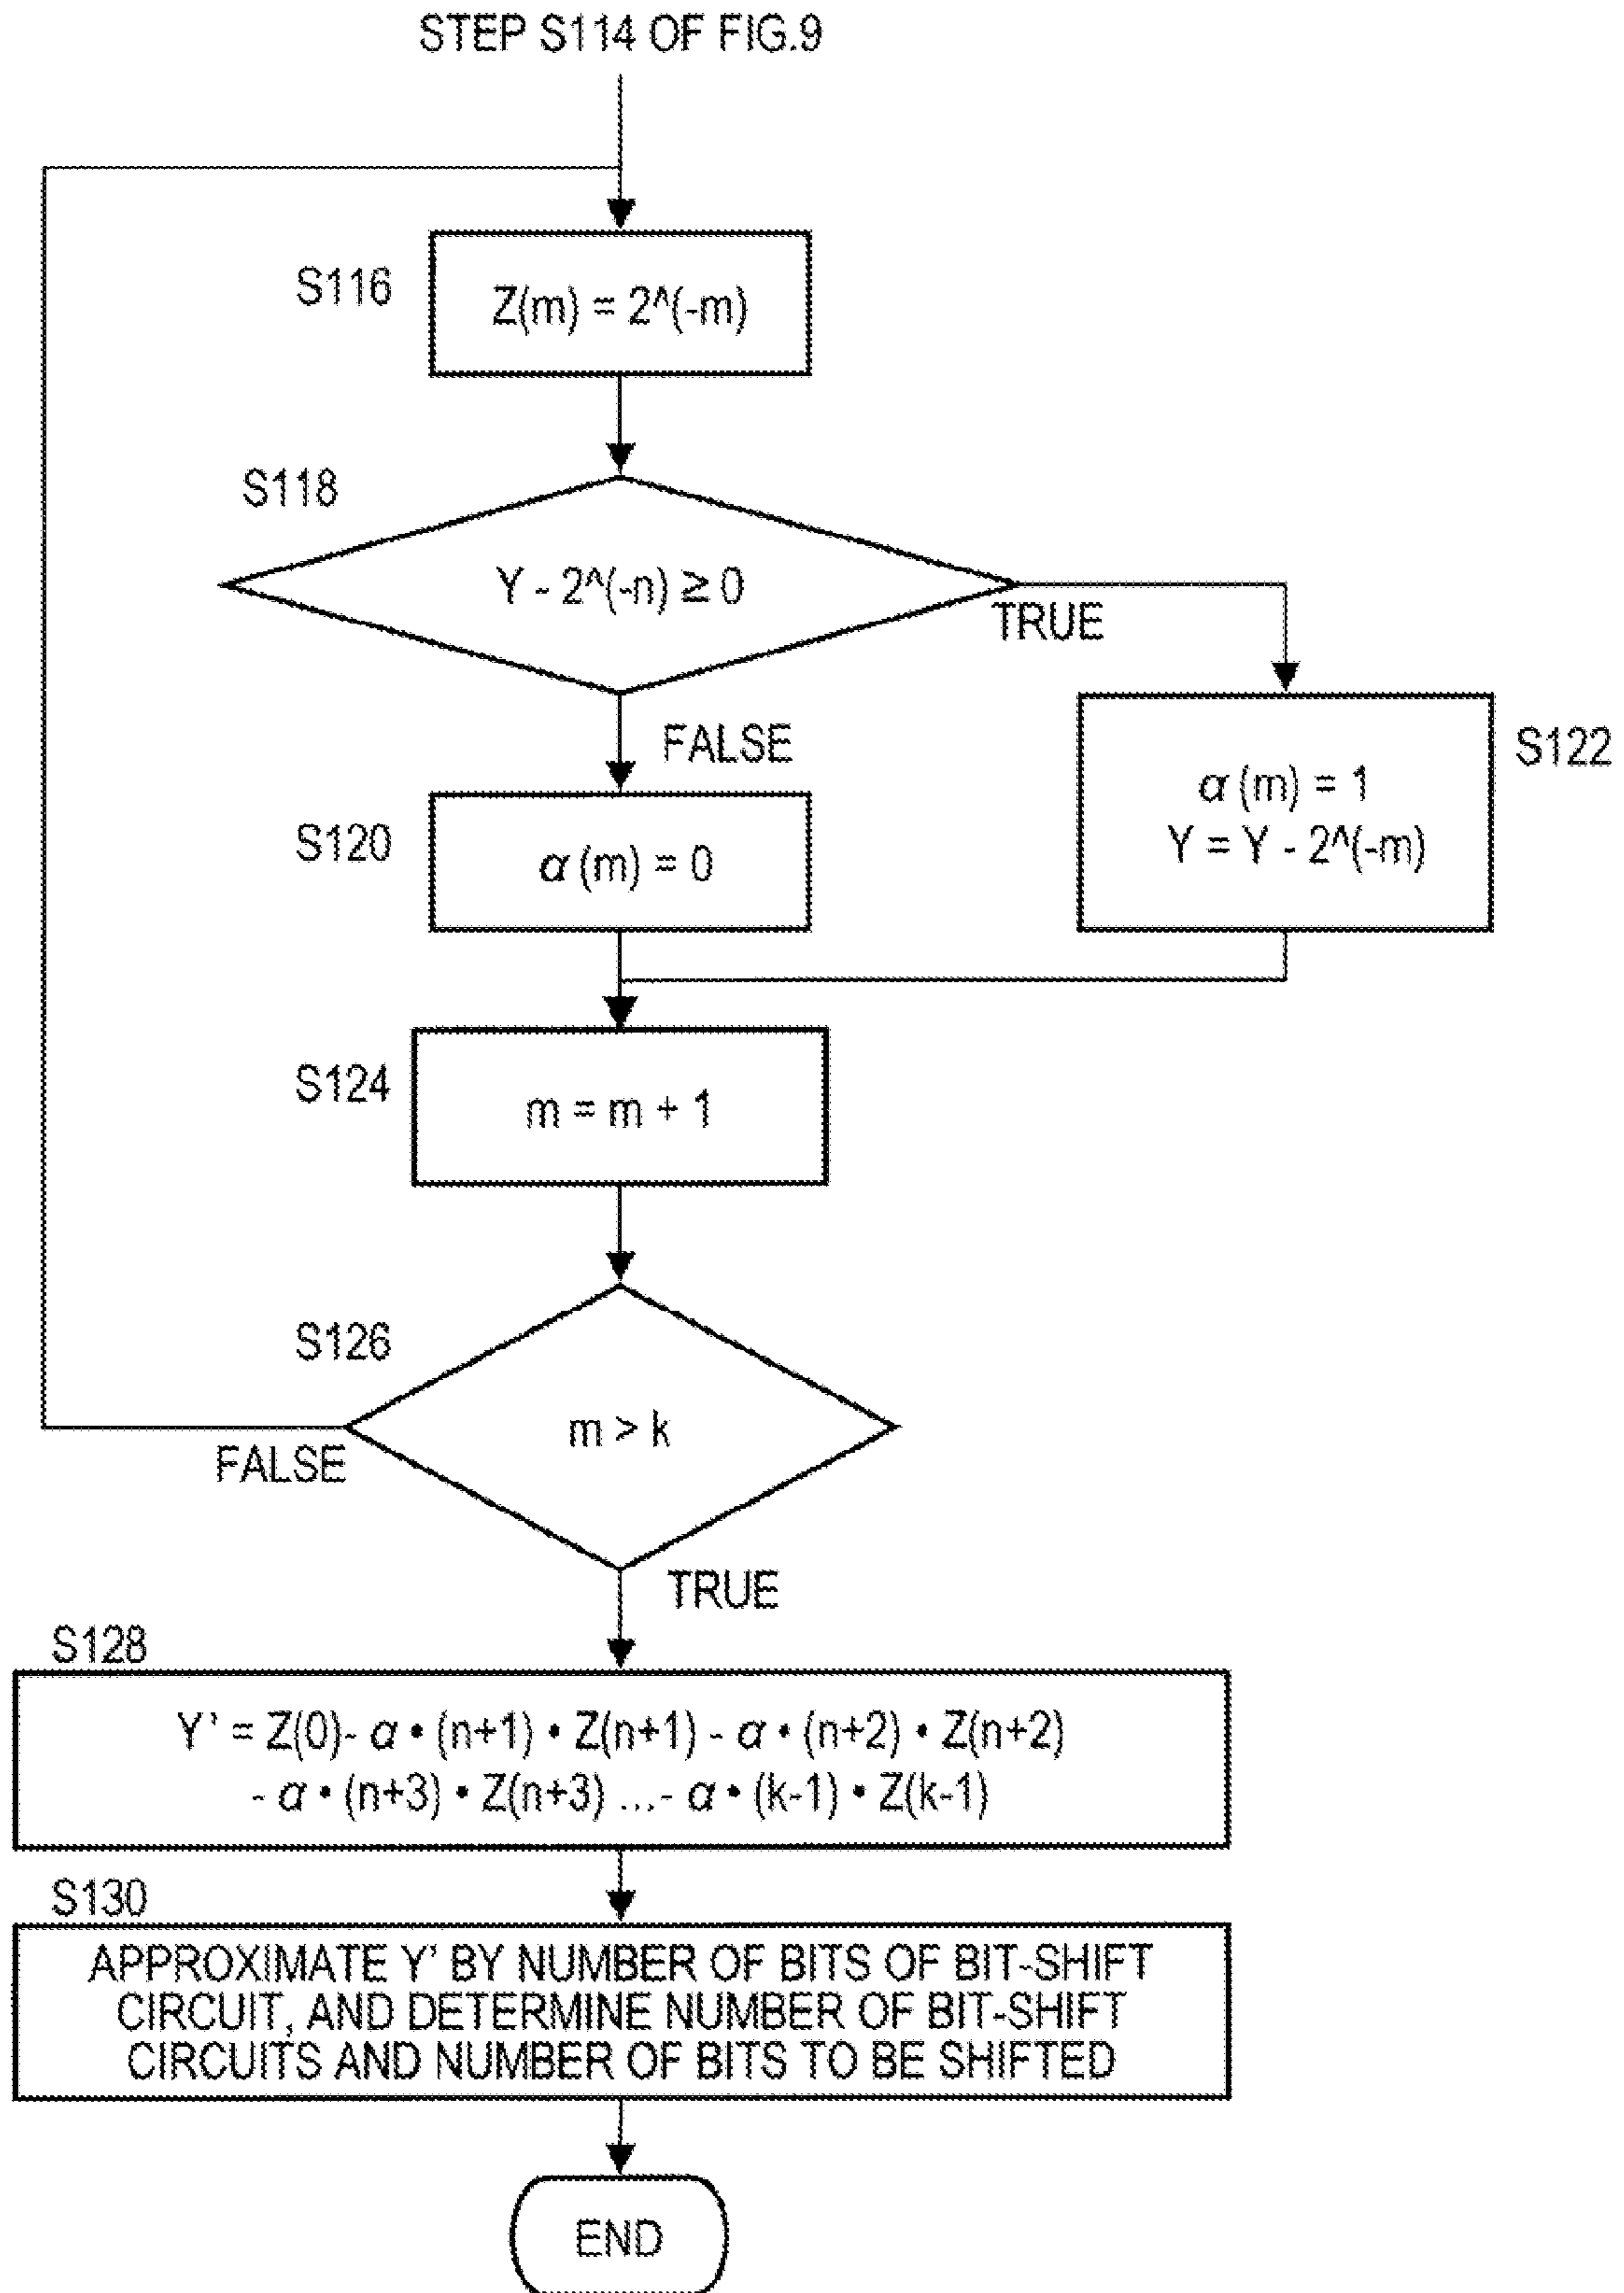 STEP S114 OF FIG.9
S116
Z(m) = 2^(-m)
S118
Y - 2^(-n) ≥ 0
TRUE
FALSE
S122
α (m) = 1
Y = Y - 2^(-m)
S120
α (m) = 0
S124
m = m + 1
S126
m > k
FALSE
TRUE
S128
Y' = Z(0)- α • (n+1) • Z(n+1) - α • (n+2) • Z(n+2)
- α • (n+3) • Z(n+3) ...- α • (k-1) • Z(k-1)
S130
APPROXIMATE Y' BY NUMBER OF BITS OF BIT-SHIFT
CIRCUIT, AND DETERMINE NUMBER OF BIT-SHIFT
CIRCUITS AND NUMBER OF BITS TO BE SHIFTED
END